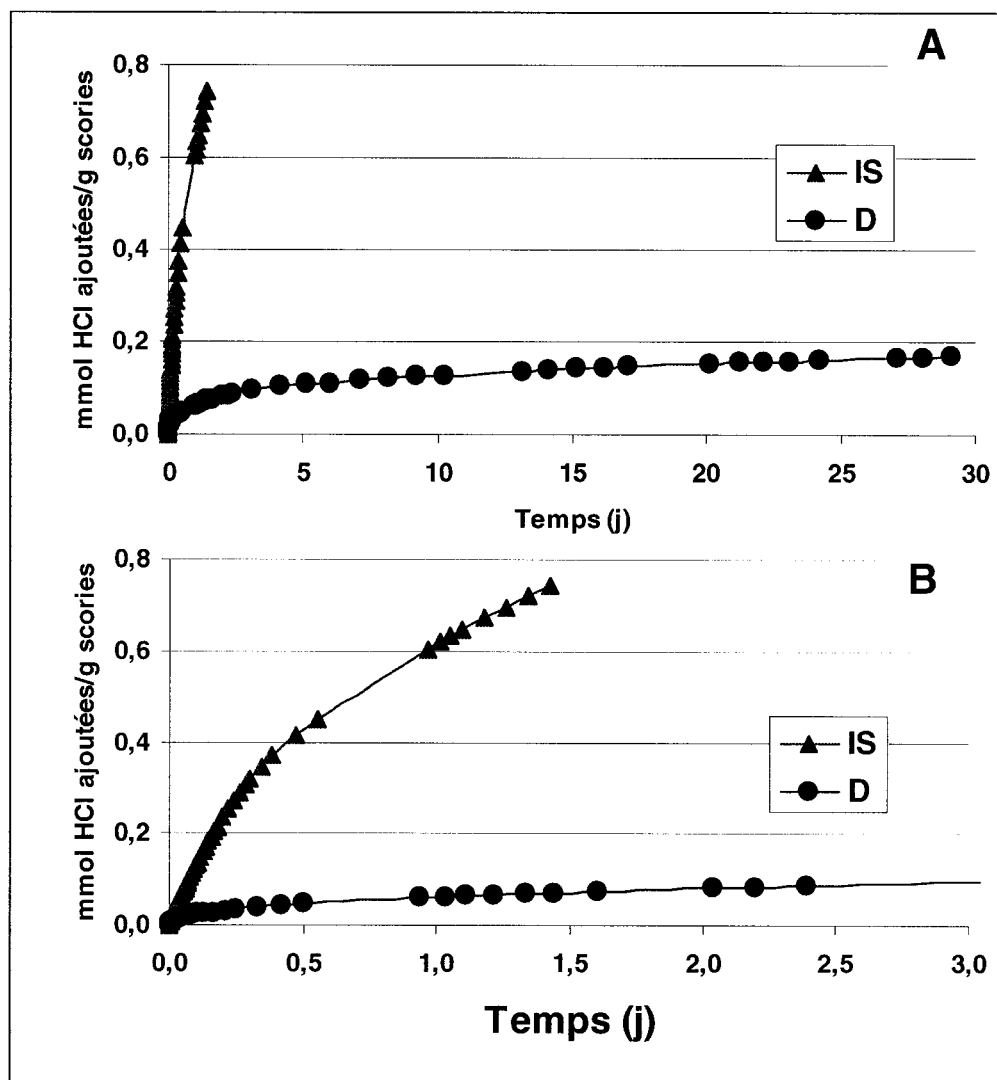 A
mmol HCl ajoutées/g scories
0,8
0,6
0,4
0,2
0,0
IS
D
0 5 10 15 20 25 30
Temps (j)
B
mmol HCl ajoutées/g scories
0,8
0,6
0,4
0,2
0,0
IS
D
0,0 0,5 1,0 1,5 2,0 2,5 3,0
Temps (j)